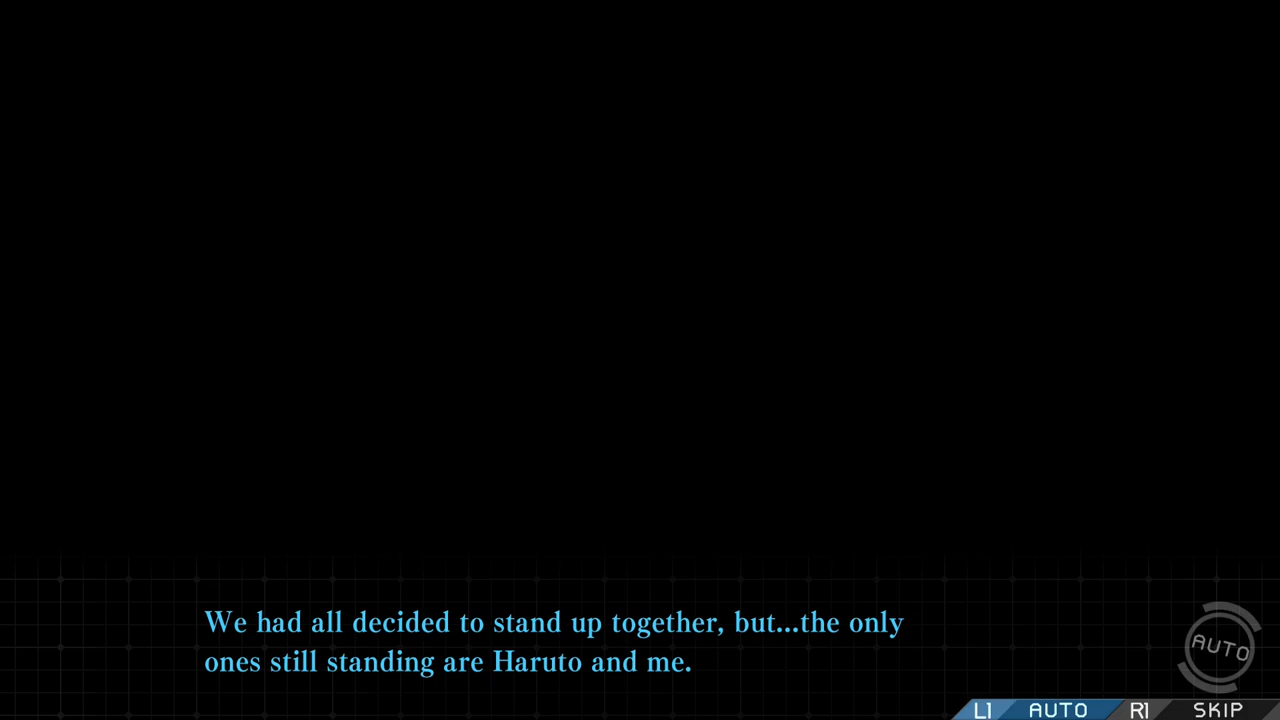 We had all decided to stand up together, but...the only
ones still standing are Haruto and me.
AUTO
L1 AUTO R1 SKIP